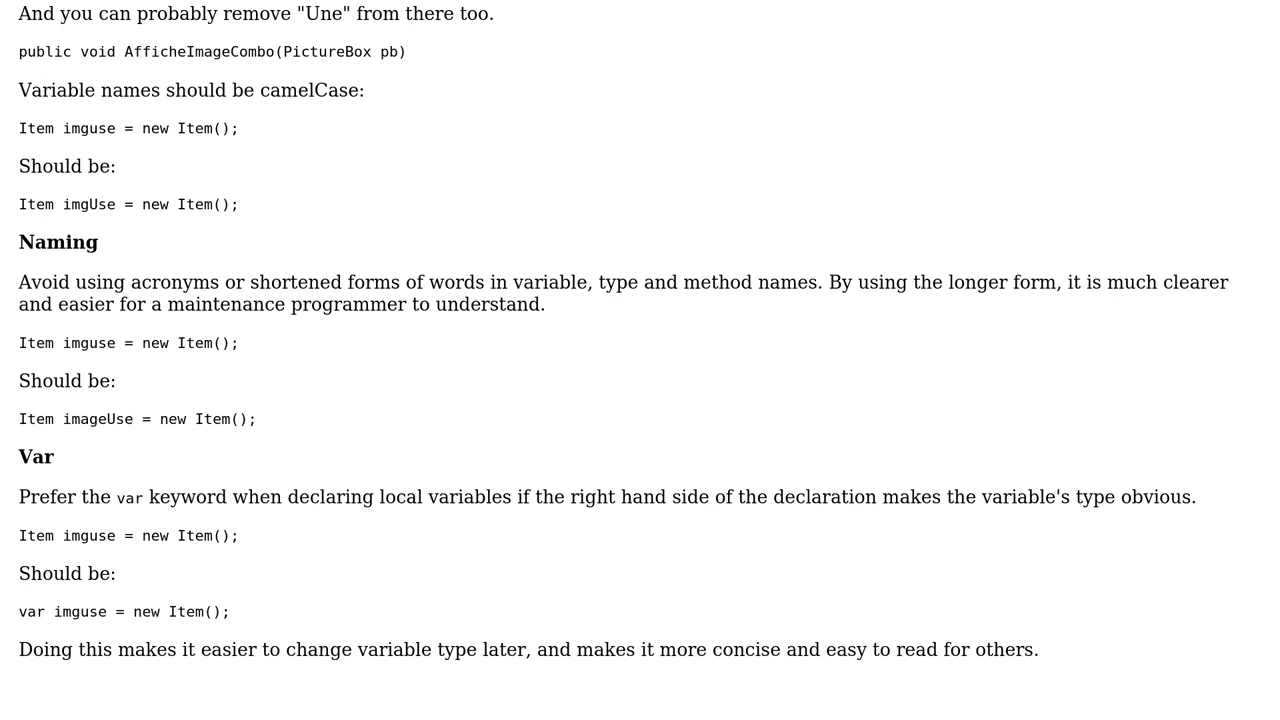 And you can probably remove "Une" from there too.
public void AfficheImageCombo(PictureBox pb)
Variable names should be camelCase:
Item imguse = new Item();
Should be:
Item imgUse = new Item();
Naming
Avoid using acronyms or shortened forms of words in variable, type and method names. By using the longer form, it is much clearer
and easier for a maintenance programmer to understand.
Item imguse = new Item();
Should be:
Item imageUse = new Item();
Var
Prefer the var keyword when declaring local variables if the right hand side of the declaration makes the variable's type obvious.
Item imguse = new Item();
Should be:
var imguse = new Item();
Doing this makes it easier to change variable type later, and makes it more concise and easy to read for others.